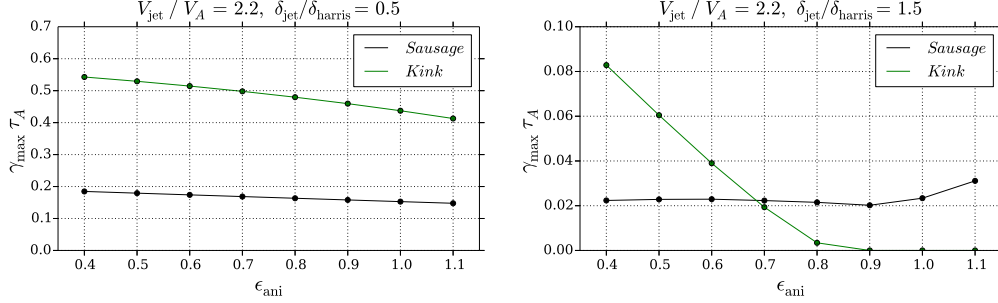 V_jet / V_A = 2.2, δ_jet/δ_harris = 0.5
γ_max τ_A
0.7
0.6
0.5
0.4
0.3
0.2
0.1
0.0
Sausage
Kink
0.4 0.5 0.6 0.7 0.8 0.9 1.0 1.1
ϵ_ani
V_jet / V_A = 2.2, δ_jet/δ_harris = 1.5
γ_max τ_A
0.10
0.08
0.06
0.04
0.02
0.00
Sausage
Kink
0.4 0.5 0.6 0.7 0.8 0.9 1.0 1.1
ϵ_ani